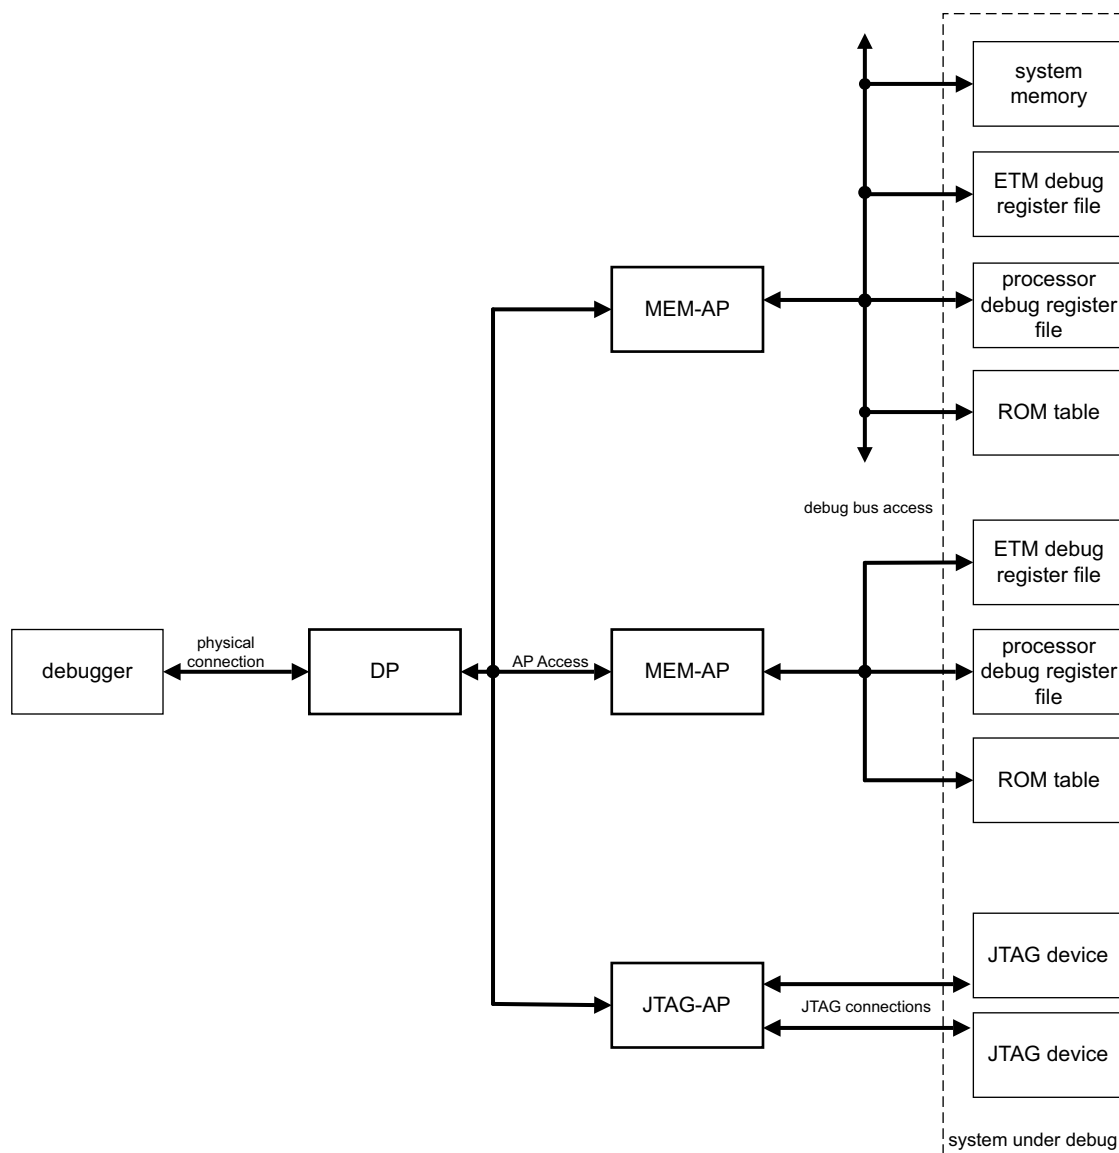 system
memory
ETM debug
register file
MEM-AP
processor
debug register
file
ROM table
debug bus access
ETM debug
register file
debugger
physical
connection
DP
AP Access
MEM-AP
processor
debug register
file
ROM table
JTAG-AP
JTAG connections
JTAG device
JTAG device
system under debug